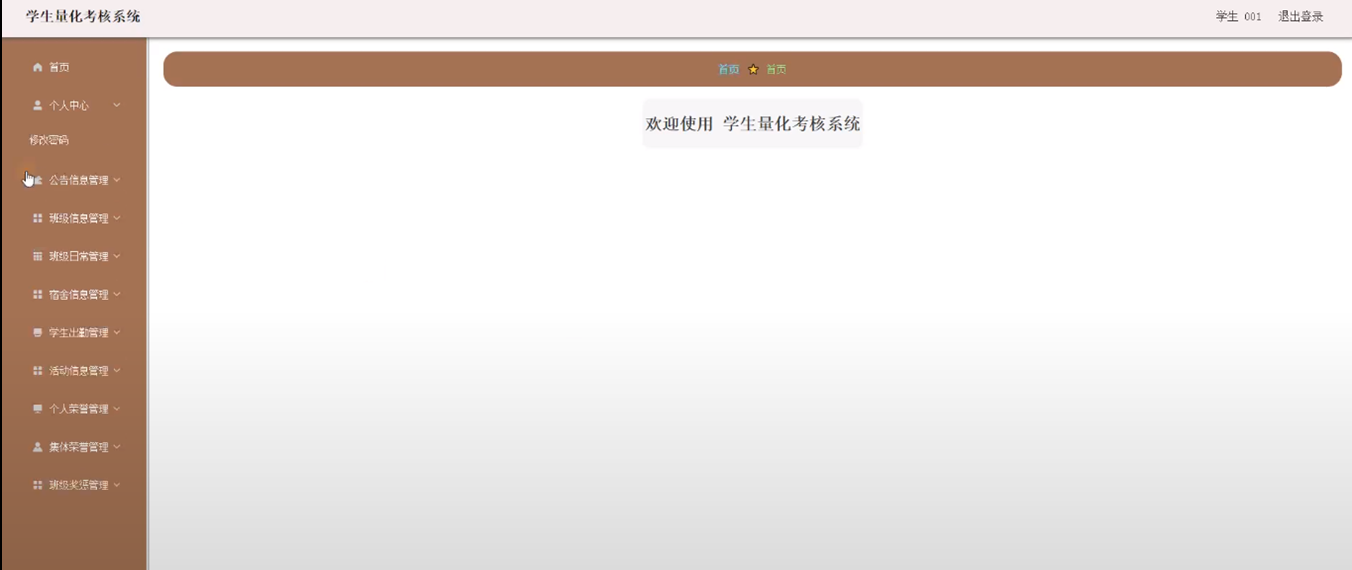 学生量化考核系统
学生 001 退出登录
首页
个人中心
修改密码
公告信息管理
班级信息管理
班级日常管理
宿舍信息管理
学生出勤管理
活动信息管理
个人荣誉管理
集体荣誉管理
班级奖惩管理
首页 首页
欢迎使用 学生量化考核系统